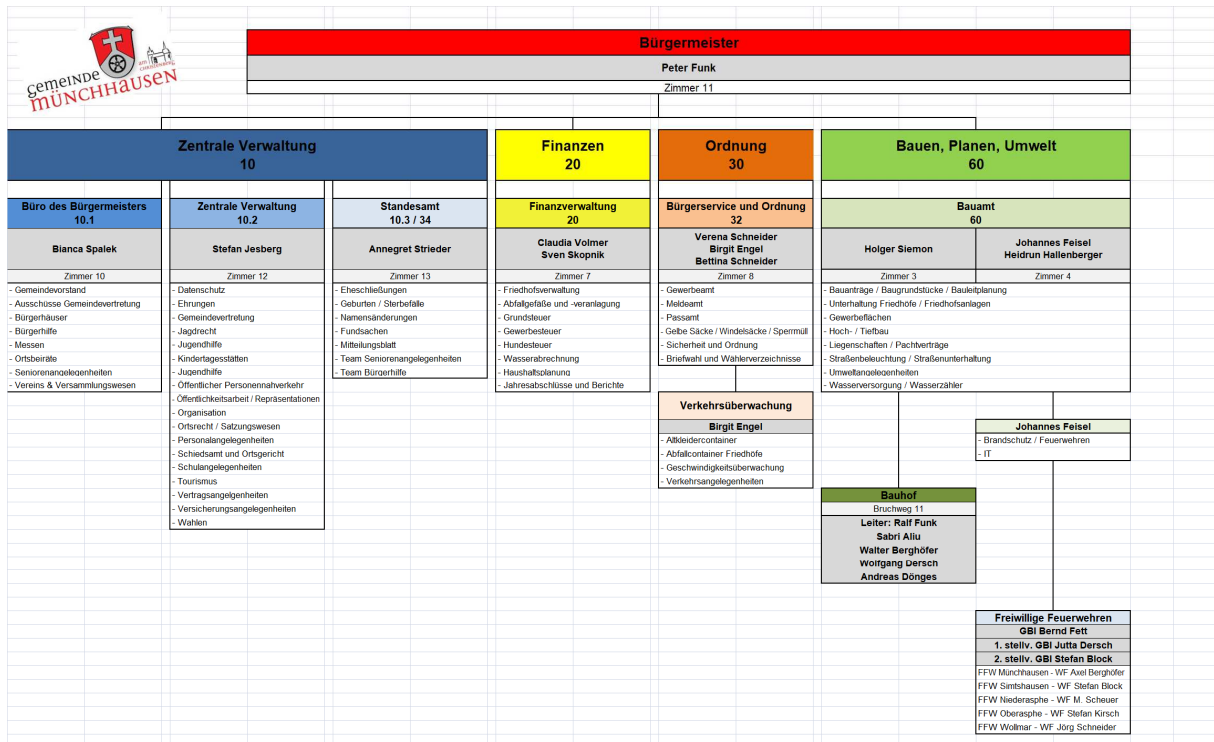 gemeinde
münchhausen
am
Christenberg
Bürgermeister
Peter Funk
Zimmer 11
Zentrale Verwaltung
10
Finanzen
20
Ordnung
30
Bauen, Planen, Umwelt
60
Büro des Bürgermeisters
10.1
Bianca Spalek
Zimmer 10
- Gemeindevorstand
- Ausschüsse Gemeindevertretung
- Bürgerhäuser
- Bürgerhilfe
- Messen
- Ortsbeiräte
- Seniorenangelegenheiten
- Vereins & Versammlungswesen
Zentrale Verwaltung
10.2
Stefan Jesberg
Zimmer 12
- Datenschutz
- Ehrungen
- Gemeindevertretung
- Jagdrecht
- Jugendhilfe
- Kindertagesstätten
- Jugendhilfe
- Öffentlicher Personennahverkehr
- Öffentlichkeitsarbeit / Repräsentationen
- Organisation
- Ortsrecht / Satzungswesen
- Personalangelegenheiten
- Schiedsamt und Ortsgericht
- Schulangelegenheiten
- Tourismus
- Vertragsangelgenheiten
- Versicherungsangelegenheiten
- Wahlen
Standesamt
10.3 / 34
Annegret Strieder
Zimmer 13
- Eheschließungen
- Geburten / Sterbefälle
- Namensänderungen
- Fundsachen
- Mitteilungsblatt
- Team Seniorenangelegenheiten
- Team Bürgerhilfe
Finanzverwaltung
20
Claudia Volmer
Sven Skopnik
Zimmer 7
- Friedhofsverwaltung
- Abfallgefäße und -veranlagung
- Grundsteuer
- Gewerbesteuer
- Hundesteuer
- Wasserabrechnung
- Haushaltsplanung
- Jahresabschlüsse und Berichte
Bürgerservice und Ordnung
32
Verena Schneider
Birgit Engel
Bettina Schneider
Zimmer 8
- Gewerbeamt
- Meldeamt
- Passamt
- Gelbe Säcke / Windelsäcke / Sperrmüll
- Sicherheit und Ordnung
- Briefwahl und Wählerverzeichnisse
Verkehrsüberwachung
Birgit Engel
- Altkleidercontainer
- Abfallcontainer Friedhöfe
- Geschwindigkeitsüberwachung
- Verkehrsangelegenheiten
Bauamt
60
Holger Siemon
Zimmer 3
Johannes Feisel
Heidrun Hallenberger
Zimmer 4
- Bauanträge / Baugrundstücke / Bauleitplanung
- Unterhaltung Friedhöfe / Friedhofsanlagen
- Gewerbeflächen
- Hoch- / Tiefbau
- Liegenschaften / Pachtverträge
- Straßenbeleuchtung / Straßenunterhaltung
- Umweltangelegenheiten
- Wasserversorgung / Wasserzähler
Johannes Feisel
- Brandschutz / Feuerwehren
- IT
Bauhof
Bruchweg 11
Leiter: Ralf Funk
Sabri Aliu
Walter Berghöfer
Wolfgang Dersch
Andreas Dönges
Freiwillige Feuerwehren
GBI Bernd Fett
1. stellv. GBI Jutta Dersch
2. stellv. GBI Stefan Block
FFW Münchhausen - WF Axel Berghöfer
FFW Simtshausen - WF Stefan Block
FFW Niederasphe - WF M. Scheuer
FFW Oberasphe - WF Stefan Kirsch
FFW Wollmar - WF Jörg Schneider